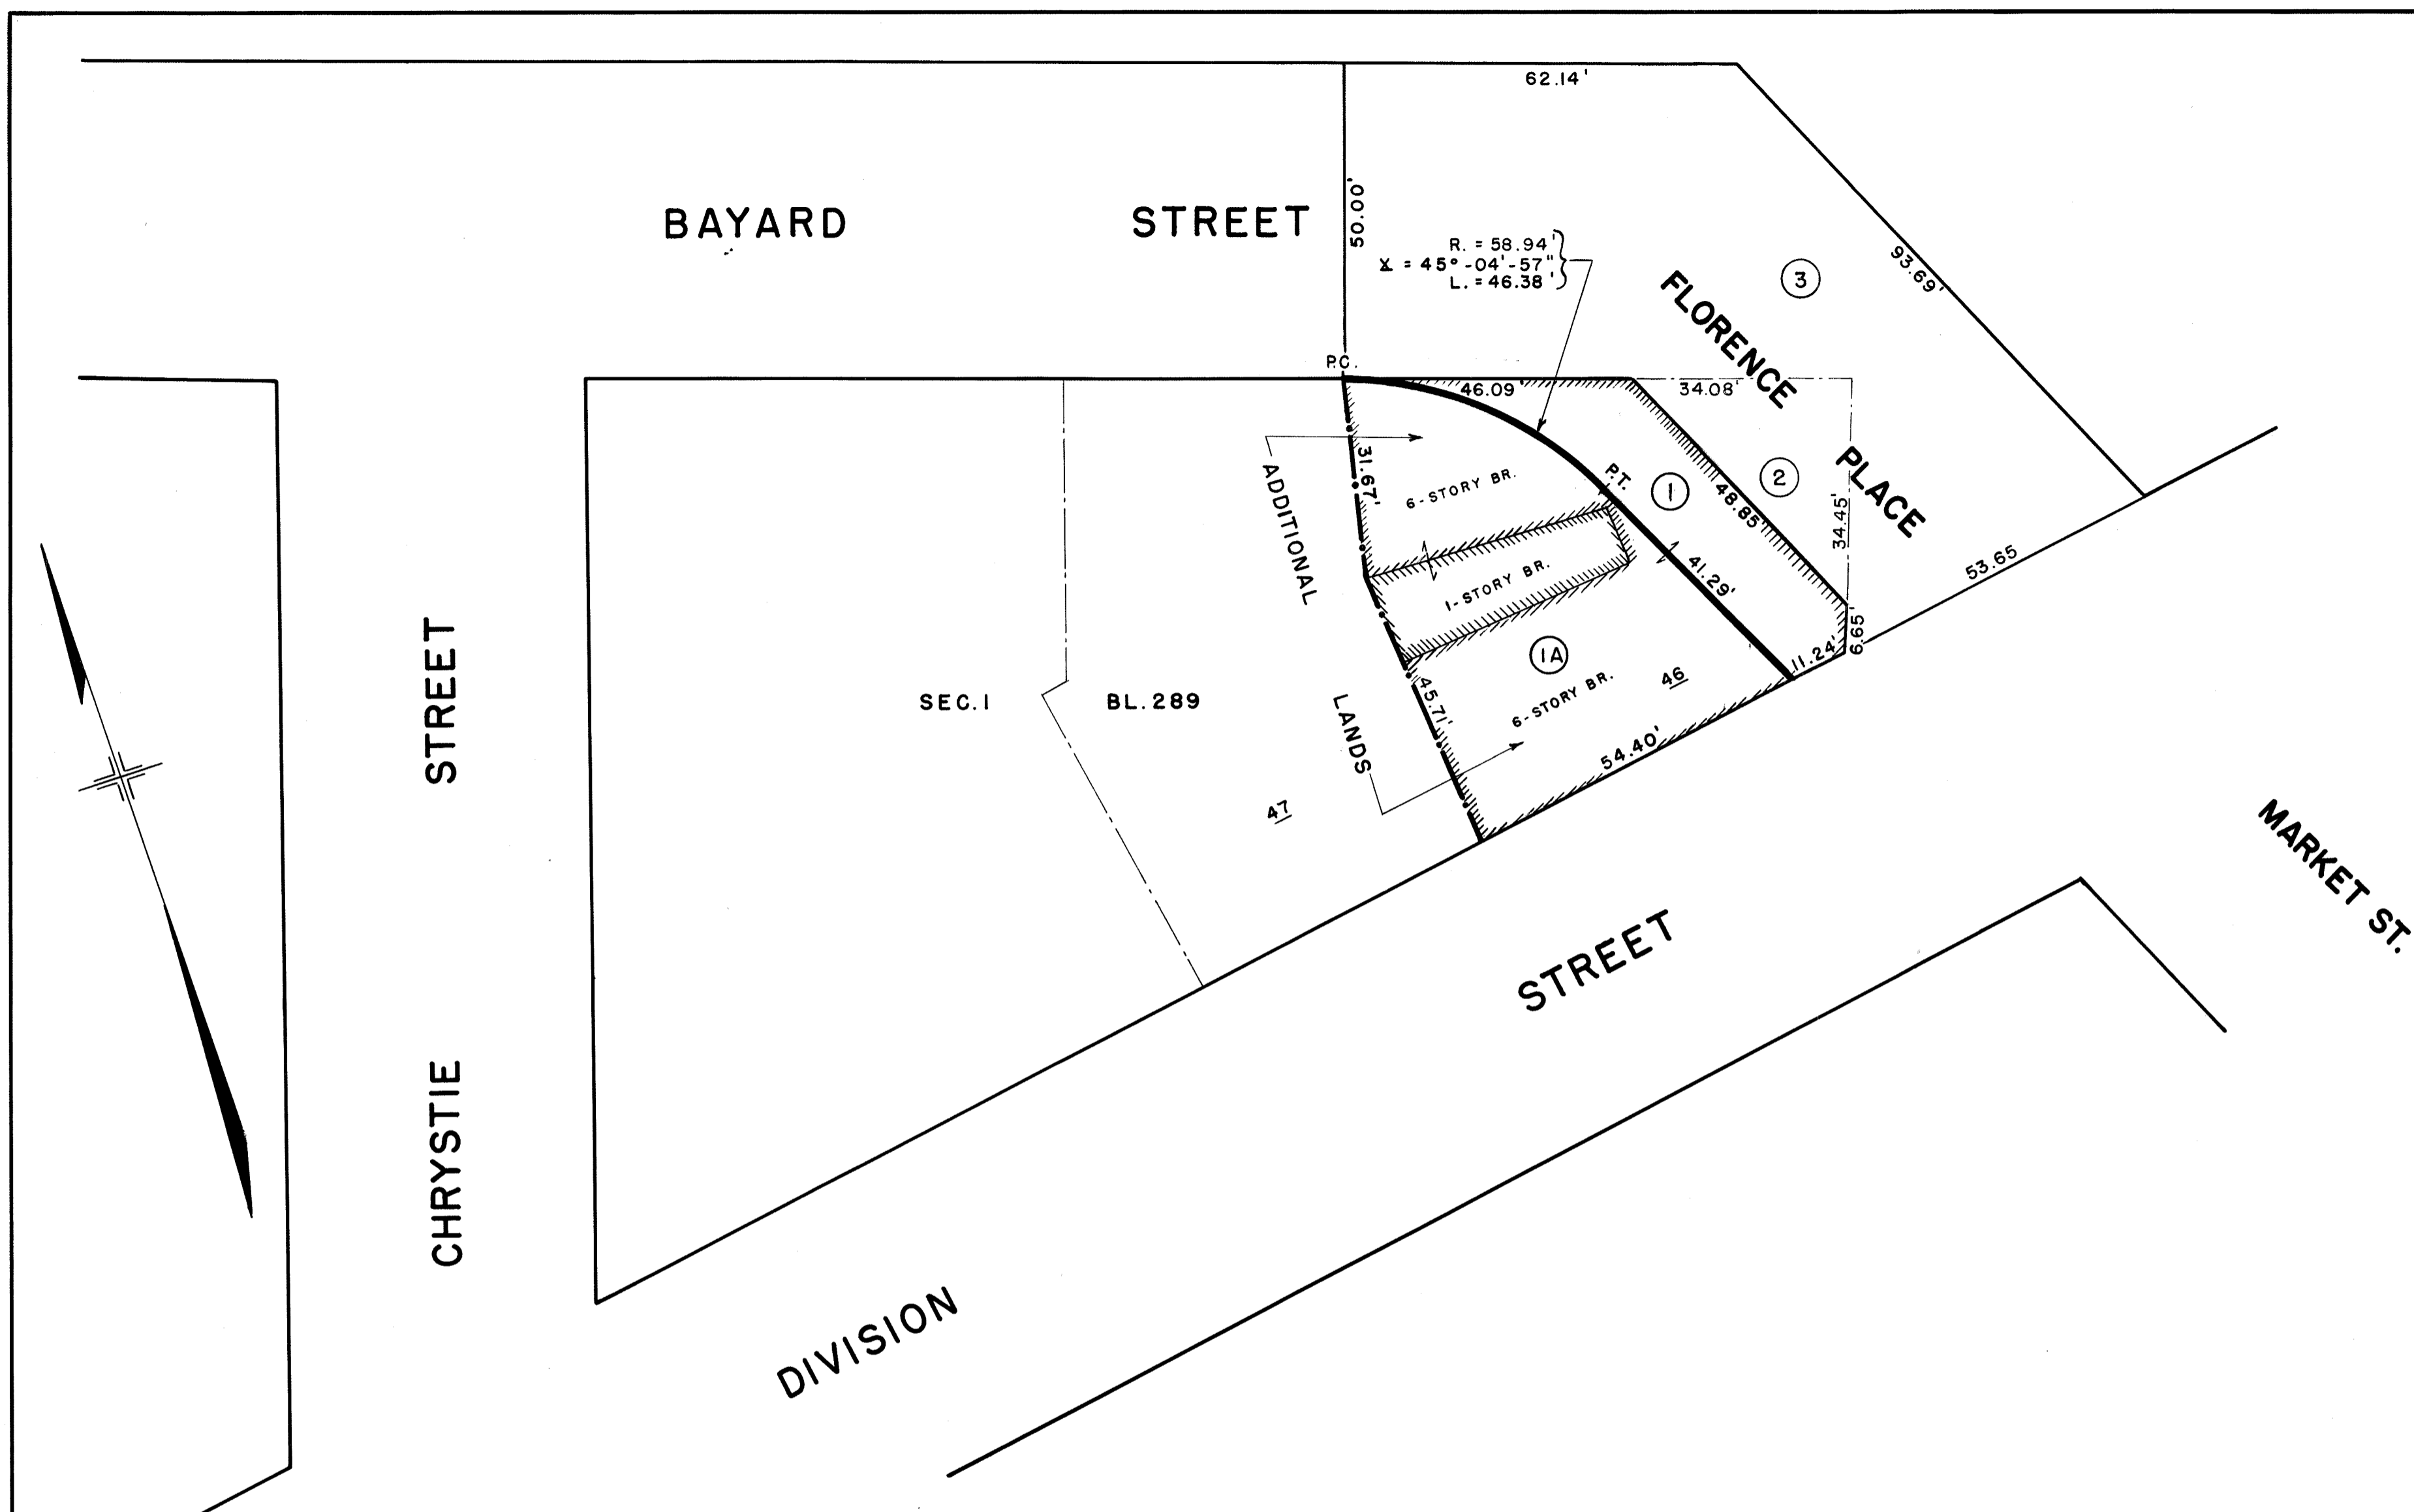 62.14'
BAYARD STREET
50.00'
R. = 58.94'
∡ = 45°-04'-57"
L. = 46.38'
3
93.69'
FLORENCE PLACE
P.C.
46.09'
34.08'
31.67'
6-STORY BR.
P.T.
1
2
48.85'
34.45'
ADDITIONAL LANDS
1-STORY BR.
41.29'
53.65
6.65'
11.24'
1A
46
6-STORY BR.
45.71'
54.40'
SEC. 1 BL. 289
47
CHRYSTIE STREET
MARKET ST.
DIVISION STREET